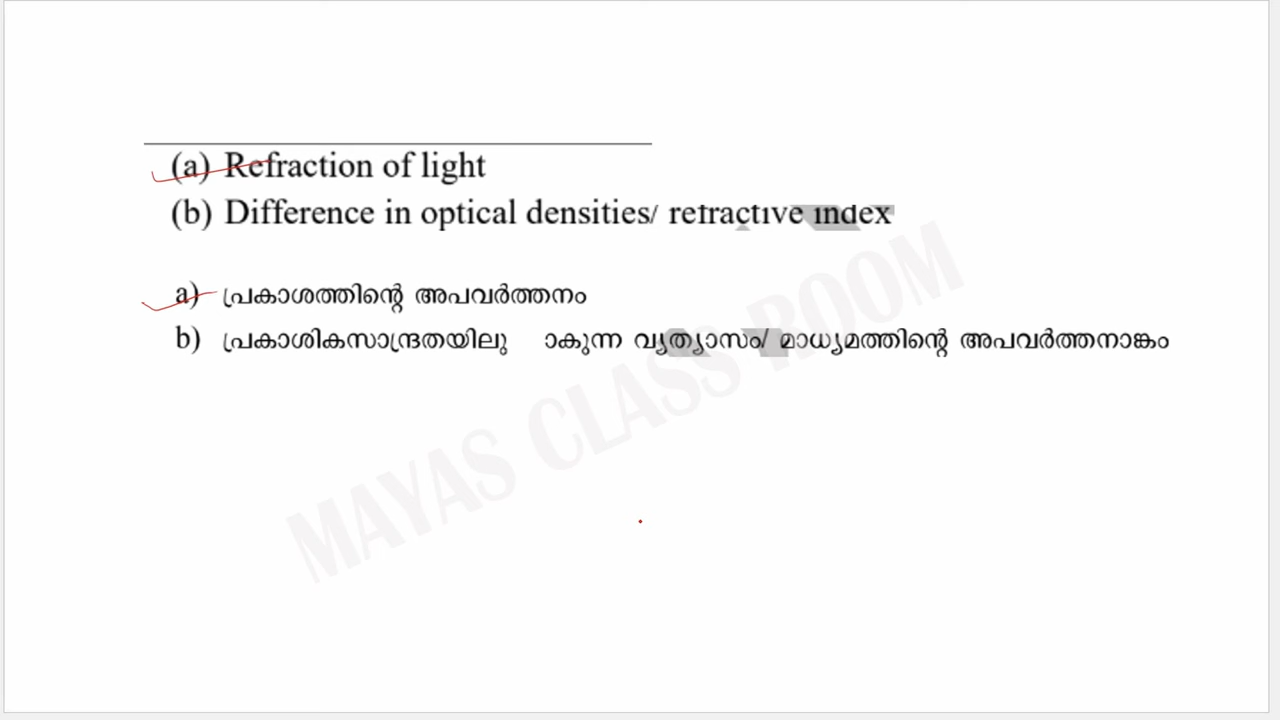 (a) Refraction of light
(b) Difference in optical densities/ refractive index
a) പ്രകാശത്തിന്റെ അപവർത്തനം
b) പ്രകാശികസാന്ദ്രതയിലു ാകുന്ന വ്യത്യാസം/ മാധ്യമത്തിന്റെ അപവർത്തനാങ്കം
MAYAS CLASS ROOM